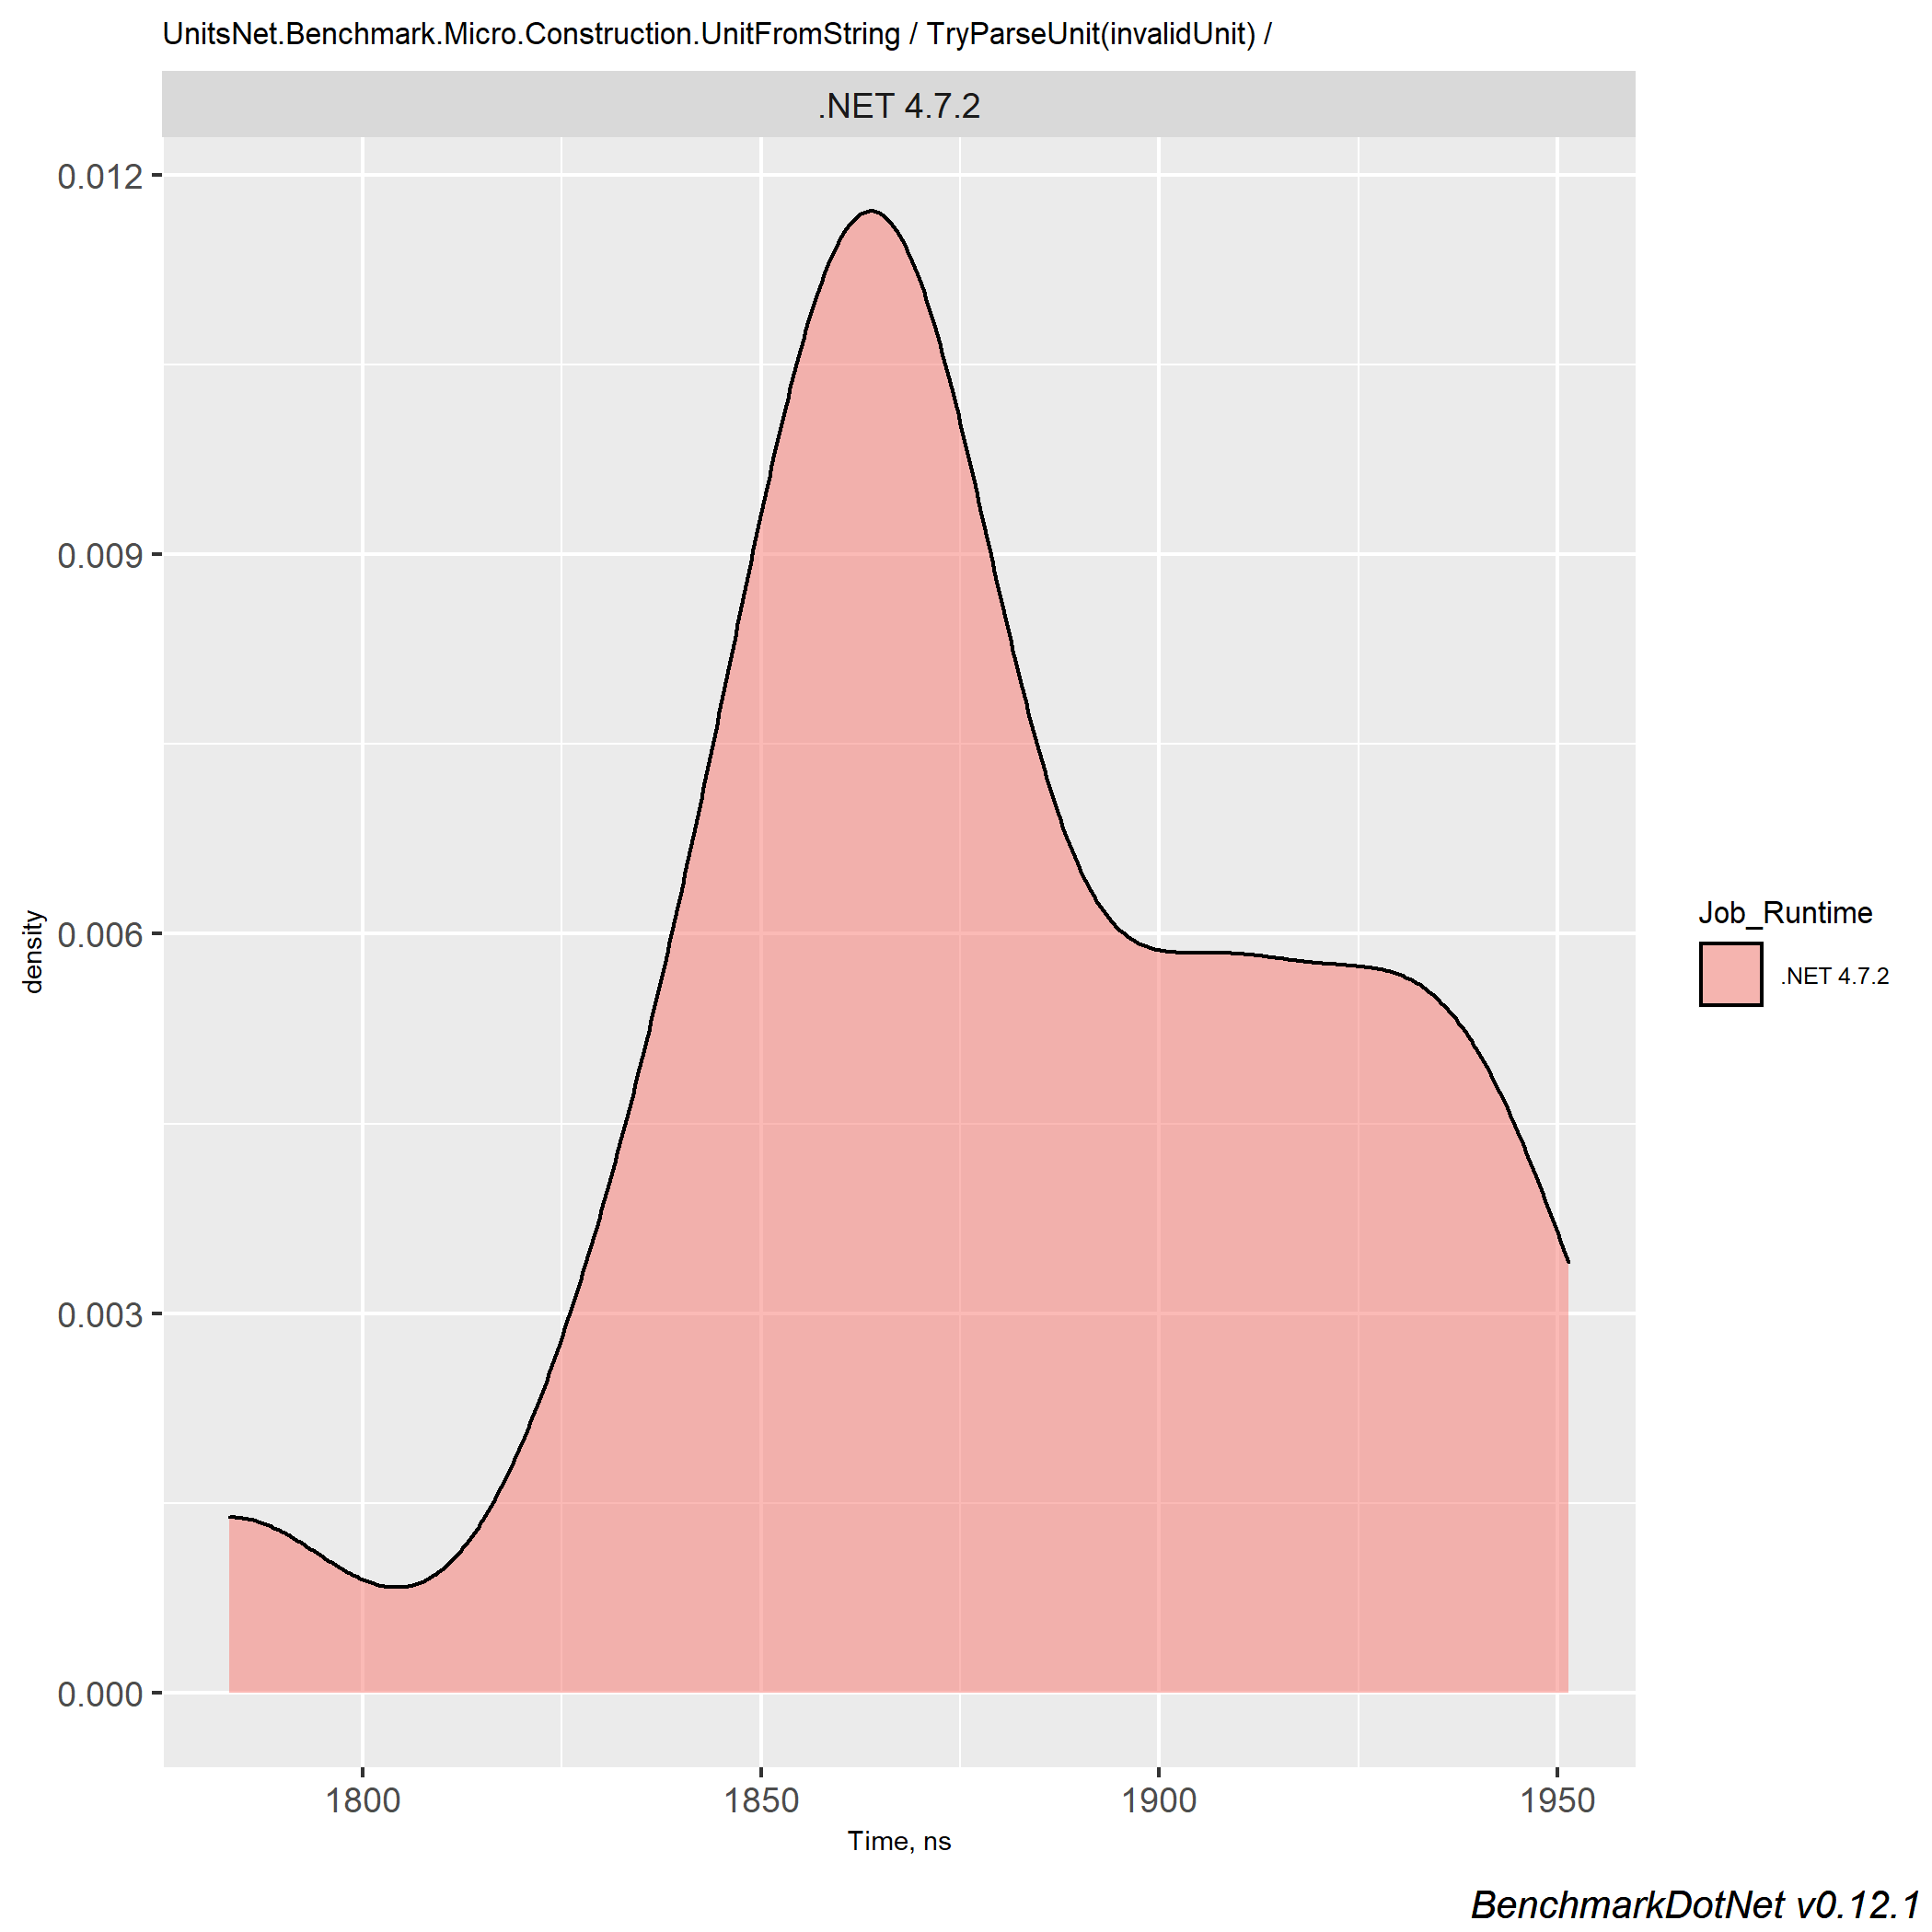 UnitsNet.Benchmark.Micro.Construction.UnitFromString / TryParseUnit(invalidUnit) /
.NET 4.7.2
0.012
0.009
0.006
0.003
0.000
density
1800 1850 1900 1950
Time, ns
Job_Runtime
.NET 4.7.2
BenchmarkDotNet v0.12.1